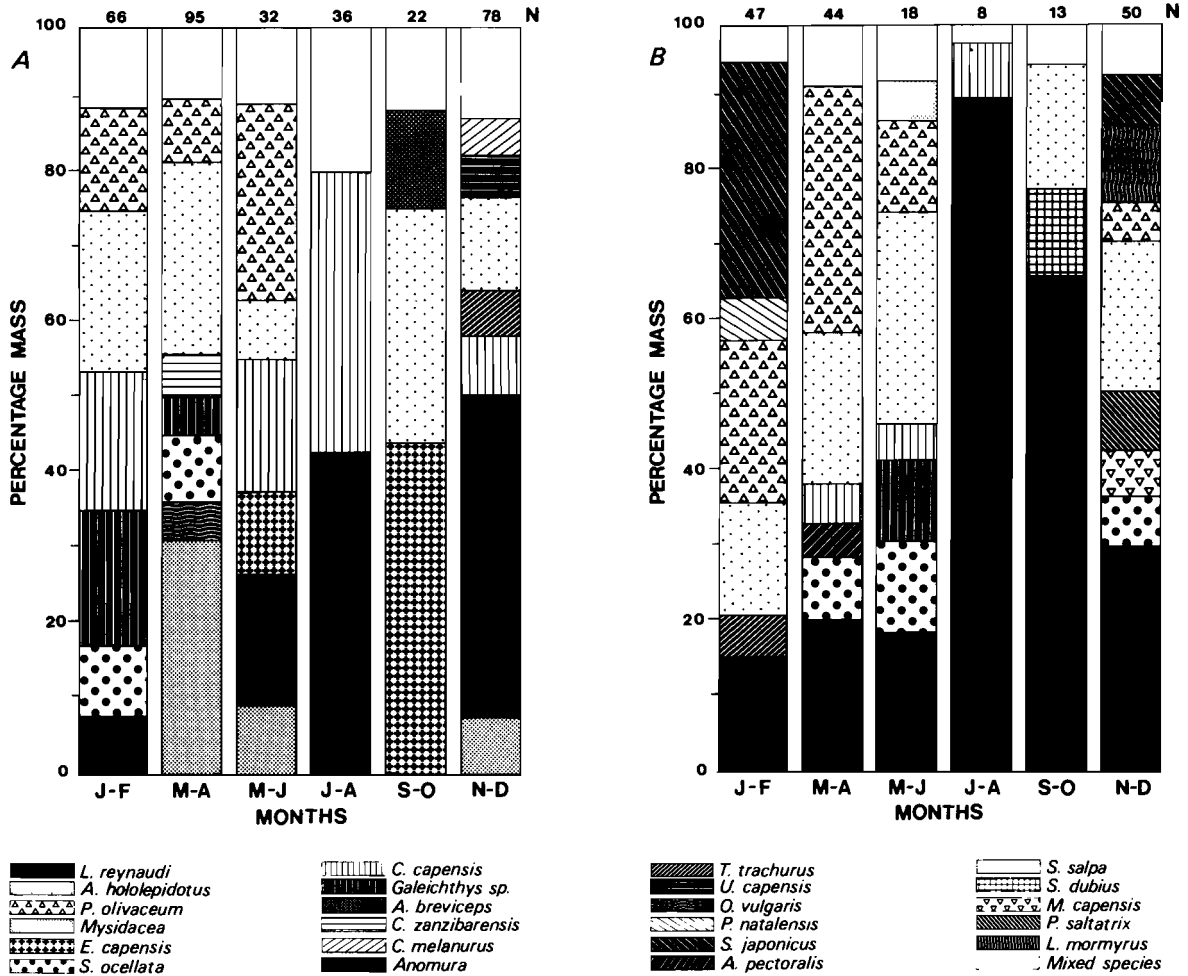 66 95 32 36 22 78 N
A
100
80
60
40
20
0
PERCENTAGE MASS
J-F M-A M-J J-A S-O N-D
MONTHS
47 44 18 8 13 50 N
B
100
80
60
40
20
0
PERCENTAGE MASS
J-F M-A M-J J-A S-O N-D
MONTHS
L. reynaudi
A. hololepidotus
P. olivaceum
Mysidacea
E. capensis
S. ocellata
C. capensis
Galeichthys sp.
A. breviceps
C. zanzibarensis
C. melanurus
Anomura
T. trachurus
U. capensis
O. vulgaris
P. natalensis
S. japonicus
A. pectoralis
S. salpa
S. dubius
M. capensis
P. saltatrix
L. mormyrus
Mixed species